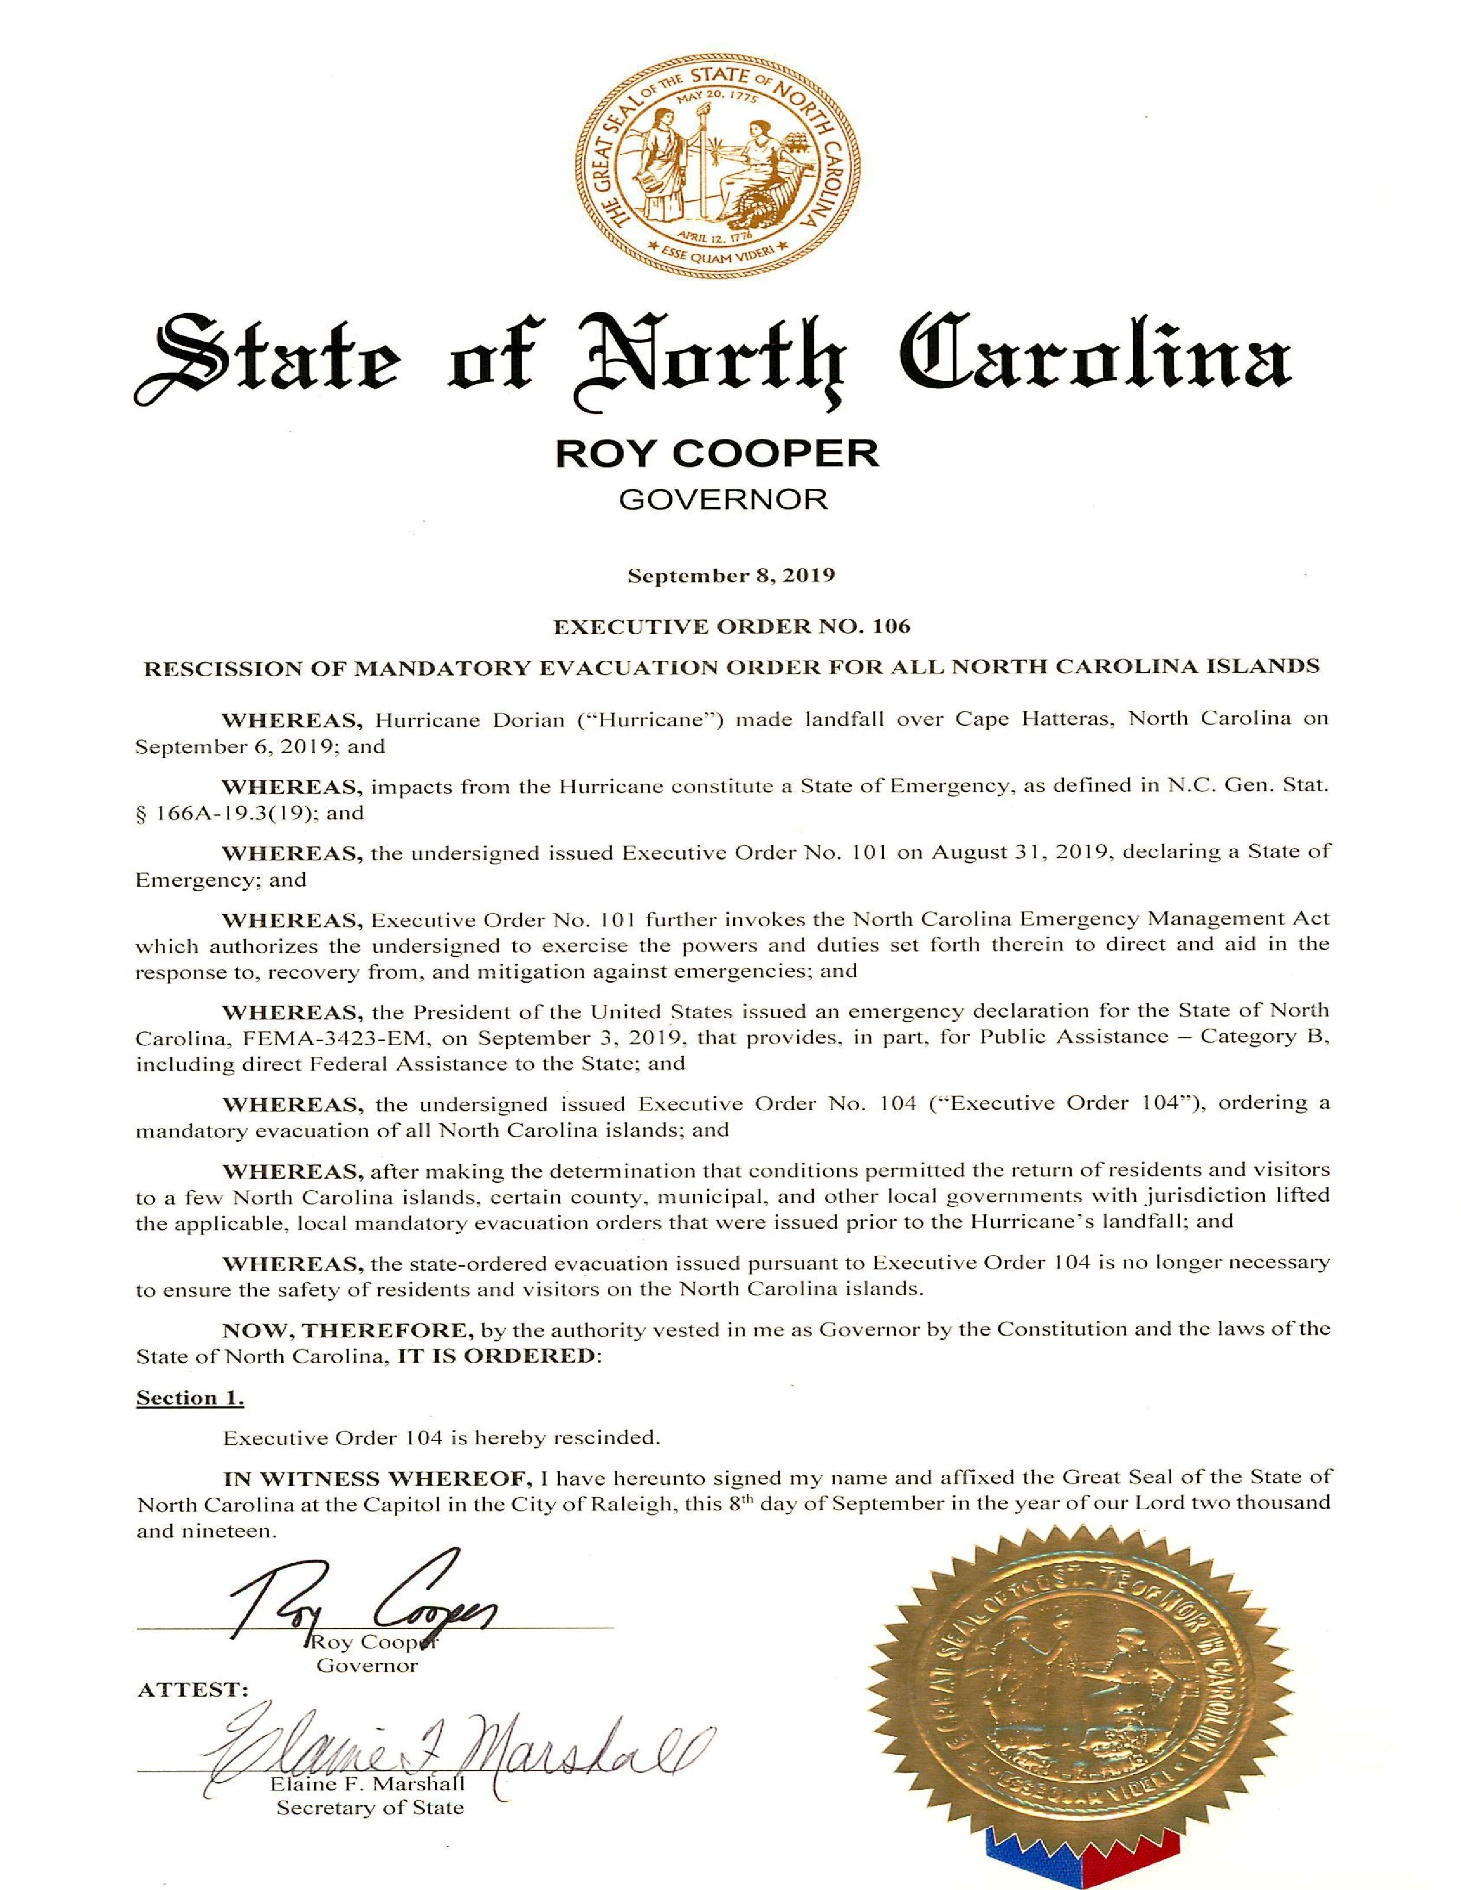 THE GREAT SEAL OF THE STATE OF NORTH CAROLINA
MAY 20, 1775
APRIL 12, 1776
★ ESSE QUAM VIDERI ★
State of North Carolina
ROY COOPER
GOVERNOR
September 8, 2019
EXECUTIVE ORDER NO. 106
RESCISSION OF MANDATORY EVACUATION ORDER FOR ALL NORTH CAROLINA ISLANDS
WHEREAS, Hurricane Dorian (“Hurricane”) made landfall over Cape Hatteras, North Carolina on
September 6, 2019; and
WHEREAS, impacts from the Hurricane constitute a State of Emergency, as defined in N.C. Gen. Stat.
§ 166A-19.3(19); and
WHEREAS, the undersigned issued Executive Order No. 101 on August 31, 2019, declaring a State of
Emergency; and
WHEREAS, Executive Order No. 101 further invokes the North Carolina Emergency Management Act
which authorizes the undersigned to exercise the powers and duties set forth therein to direct and aid in the
response to, recovery from, and mitigation against emergencies; and
WHEREAS, the President of the United States issued an emergency declaration for the State of North
Carolina, FEMA-3423-EM, on September 3, 2019, that provides, in part, for Public Assistance – Category B,
including direct Federal Assistance to the State; and
WHEREAS, the undersigned issued Executive Order No. 104 (“Executive Order 104”), ordering a
mandatory evacuation of all North Carolina islands; and
WHEREAS, after making the determination that conditions permitted the return of residents and visitors
to a few North Carolina islands, certain county, municipal, and other local governments with jurisdiction lifted
the applicable, local mandatory evacuation orders that were issued prior to the Hurricane’s landfall; and
WHEREAS, the state-ordered evacuation issued pursuant to Executive Order 104 is no longer necessary
to ensure the safety of residents and visitors on the North Carolina islands.
NOW, THEREFORE, by the authority vested in me as Governor by the Constitution and the laws of the
State of North Carolina, IT IS ORDERED:
Section 1.
Executive Order 104 is hereby rescinded.
IN WITNESS WHEREOF, I have hereunto signed my name and affixed the Great Seal of the State of
North Carolina at the Capitol in the City of Raleigh, this 8th day of September in the year of our Lord two thousand
and nineteen.
Roy Cooper
Roy Cooper
Governor
ATTEST:
Elaine F. Marshall
Elaine F. Marshall
Secretary of State
GREAT SEAL OF THE STATE OF NORTH CAROLINA
ESSE QUAM VIDERI